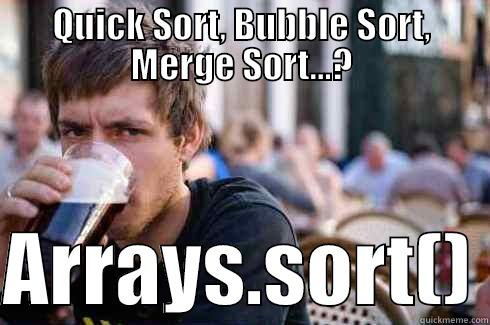 Quick Sort, Bubble Sort,
Merge Sort...?
Arrays.sort()
quickmeme.com